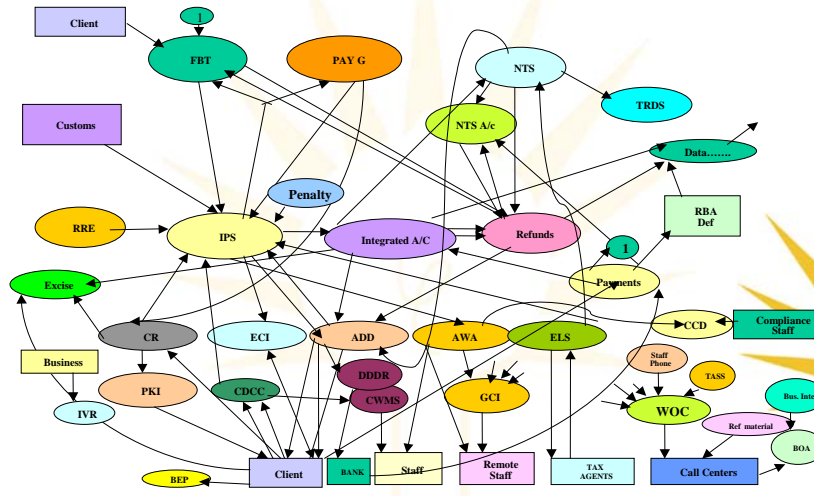 1
Client
FBT
PAY G
NTS
TRDS
Customs
NTS A/c
Data.......
Penalty
RBA
Def
RRE
IPS
Integrated A/C
Refunds
1
Excise
Payments
CR
ECI
ADD
AWA
ELS
CCD
Compliance
Staff
Business
Staff
Phone
DDDR
TASS
PKI
CDCC
CWMS
GCI
Bus. Inte
IVR
WOC
Ref material
BOA
BEP
Client
BANK
Staff
Remote
Staff
TAX
AGENTS
Call Centers